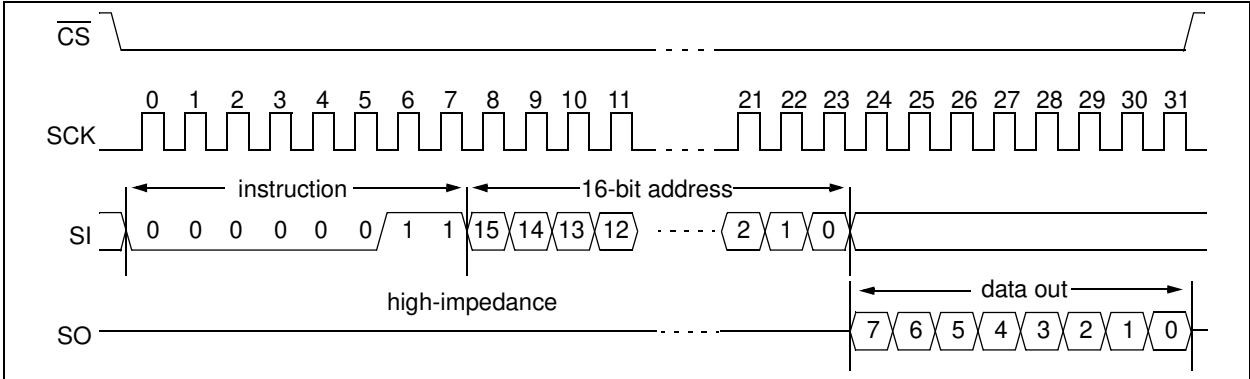 CS
0 1 2 3 4 5 6 7 8 9 10 11 21 22 23 24 25 26 27 28 29 30 31
SCK
instruction 16-bit address
SI 0 0 0 0 0 0 1 1 15 14 13 12 2 1 0
data out
high-impedance
SO 7 6 5 4 3 2 1 0